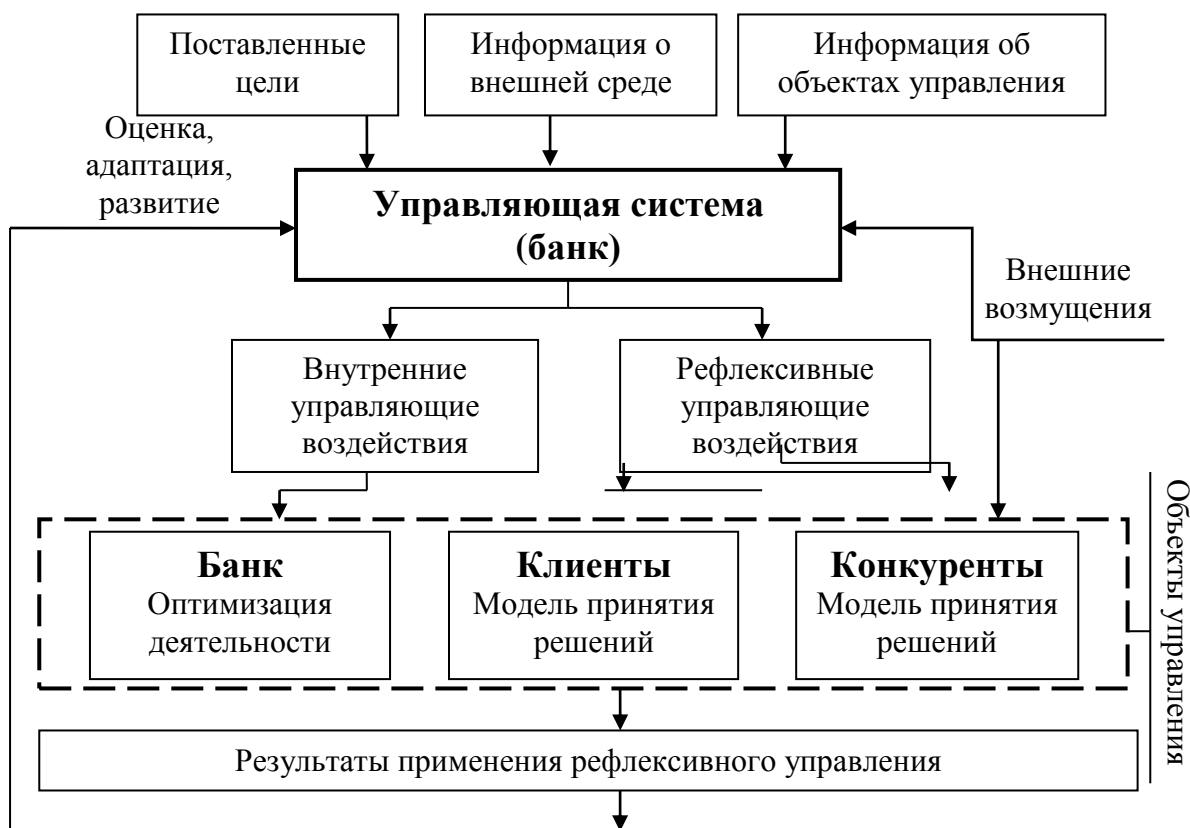 Поставленные
цели
Информация о
внешней среде
Информация об
объектах управления
Оценка,
адаптация,
развитие
Управляющая система
(банк)
Внешние
возмущения
Внутренние
управляющие
воздействия
Рефлексивные
управляющие
воздействия
Банк
Оптимизация
деятельности
Клиенты
Модель принятия
решений
Конкуренты
Модель принятия
решений
Объекты управления
Результаты применения рефлексивного управления